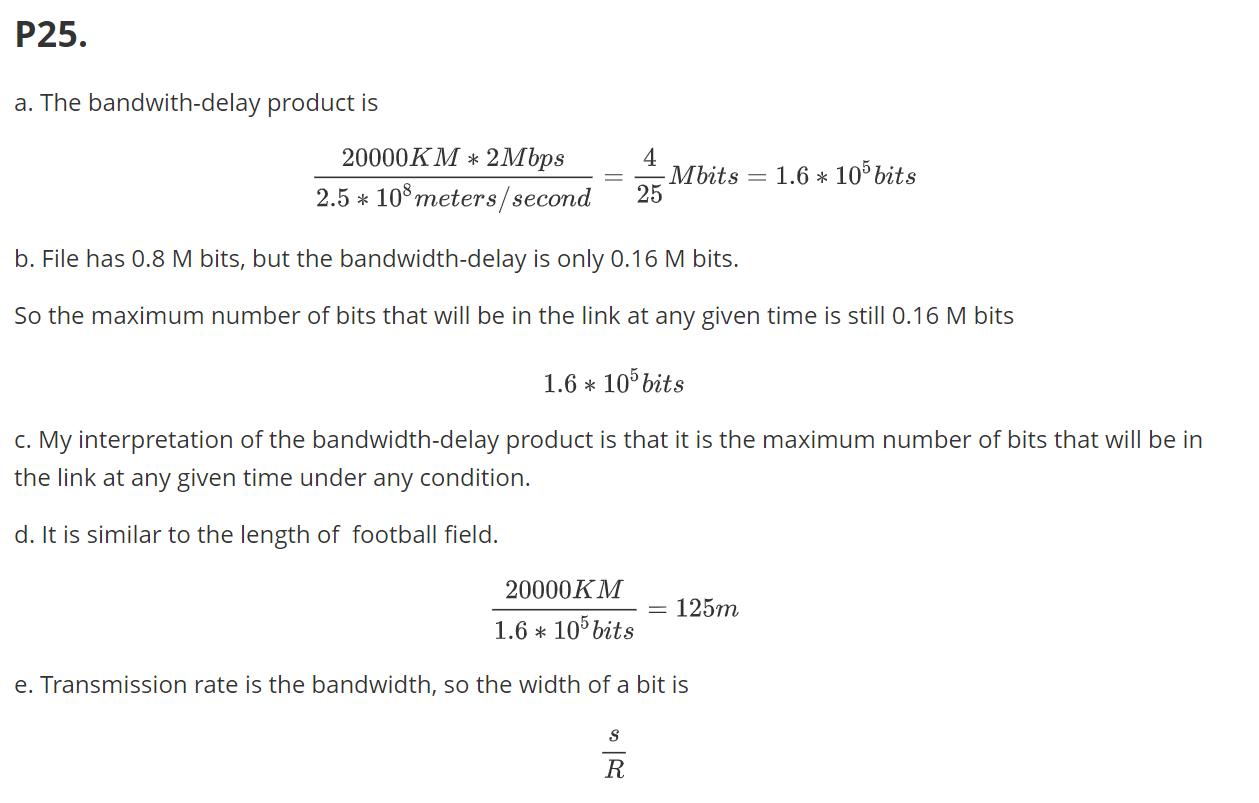 P25.
a. The bandwith-delay product is
20000KM * 2Mbps / 2.5 * 10^8 meters/second = 4/25 Mbits = 1.6 * 10^5 bits
b. File has 0.8 M bits, but the bandwidth-delay is only 0.16 M bits.
So the maximum number of bits that will be in the link at any given time is still 0.16 M bits
1.6 * 10^5 bits
c. My interpretation of the bandwidth-delay product is that it is the maximum number of bits that will be in
the link at any given time under any condition.
d. It is similar to the length of football field.
20000KM / 1.6 * 10^5 bits = 125m
e. Transmission rate is the bandwidth, so the width of a bit is
s / R